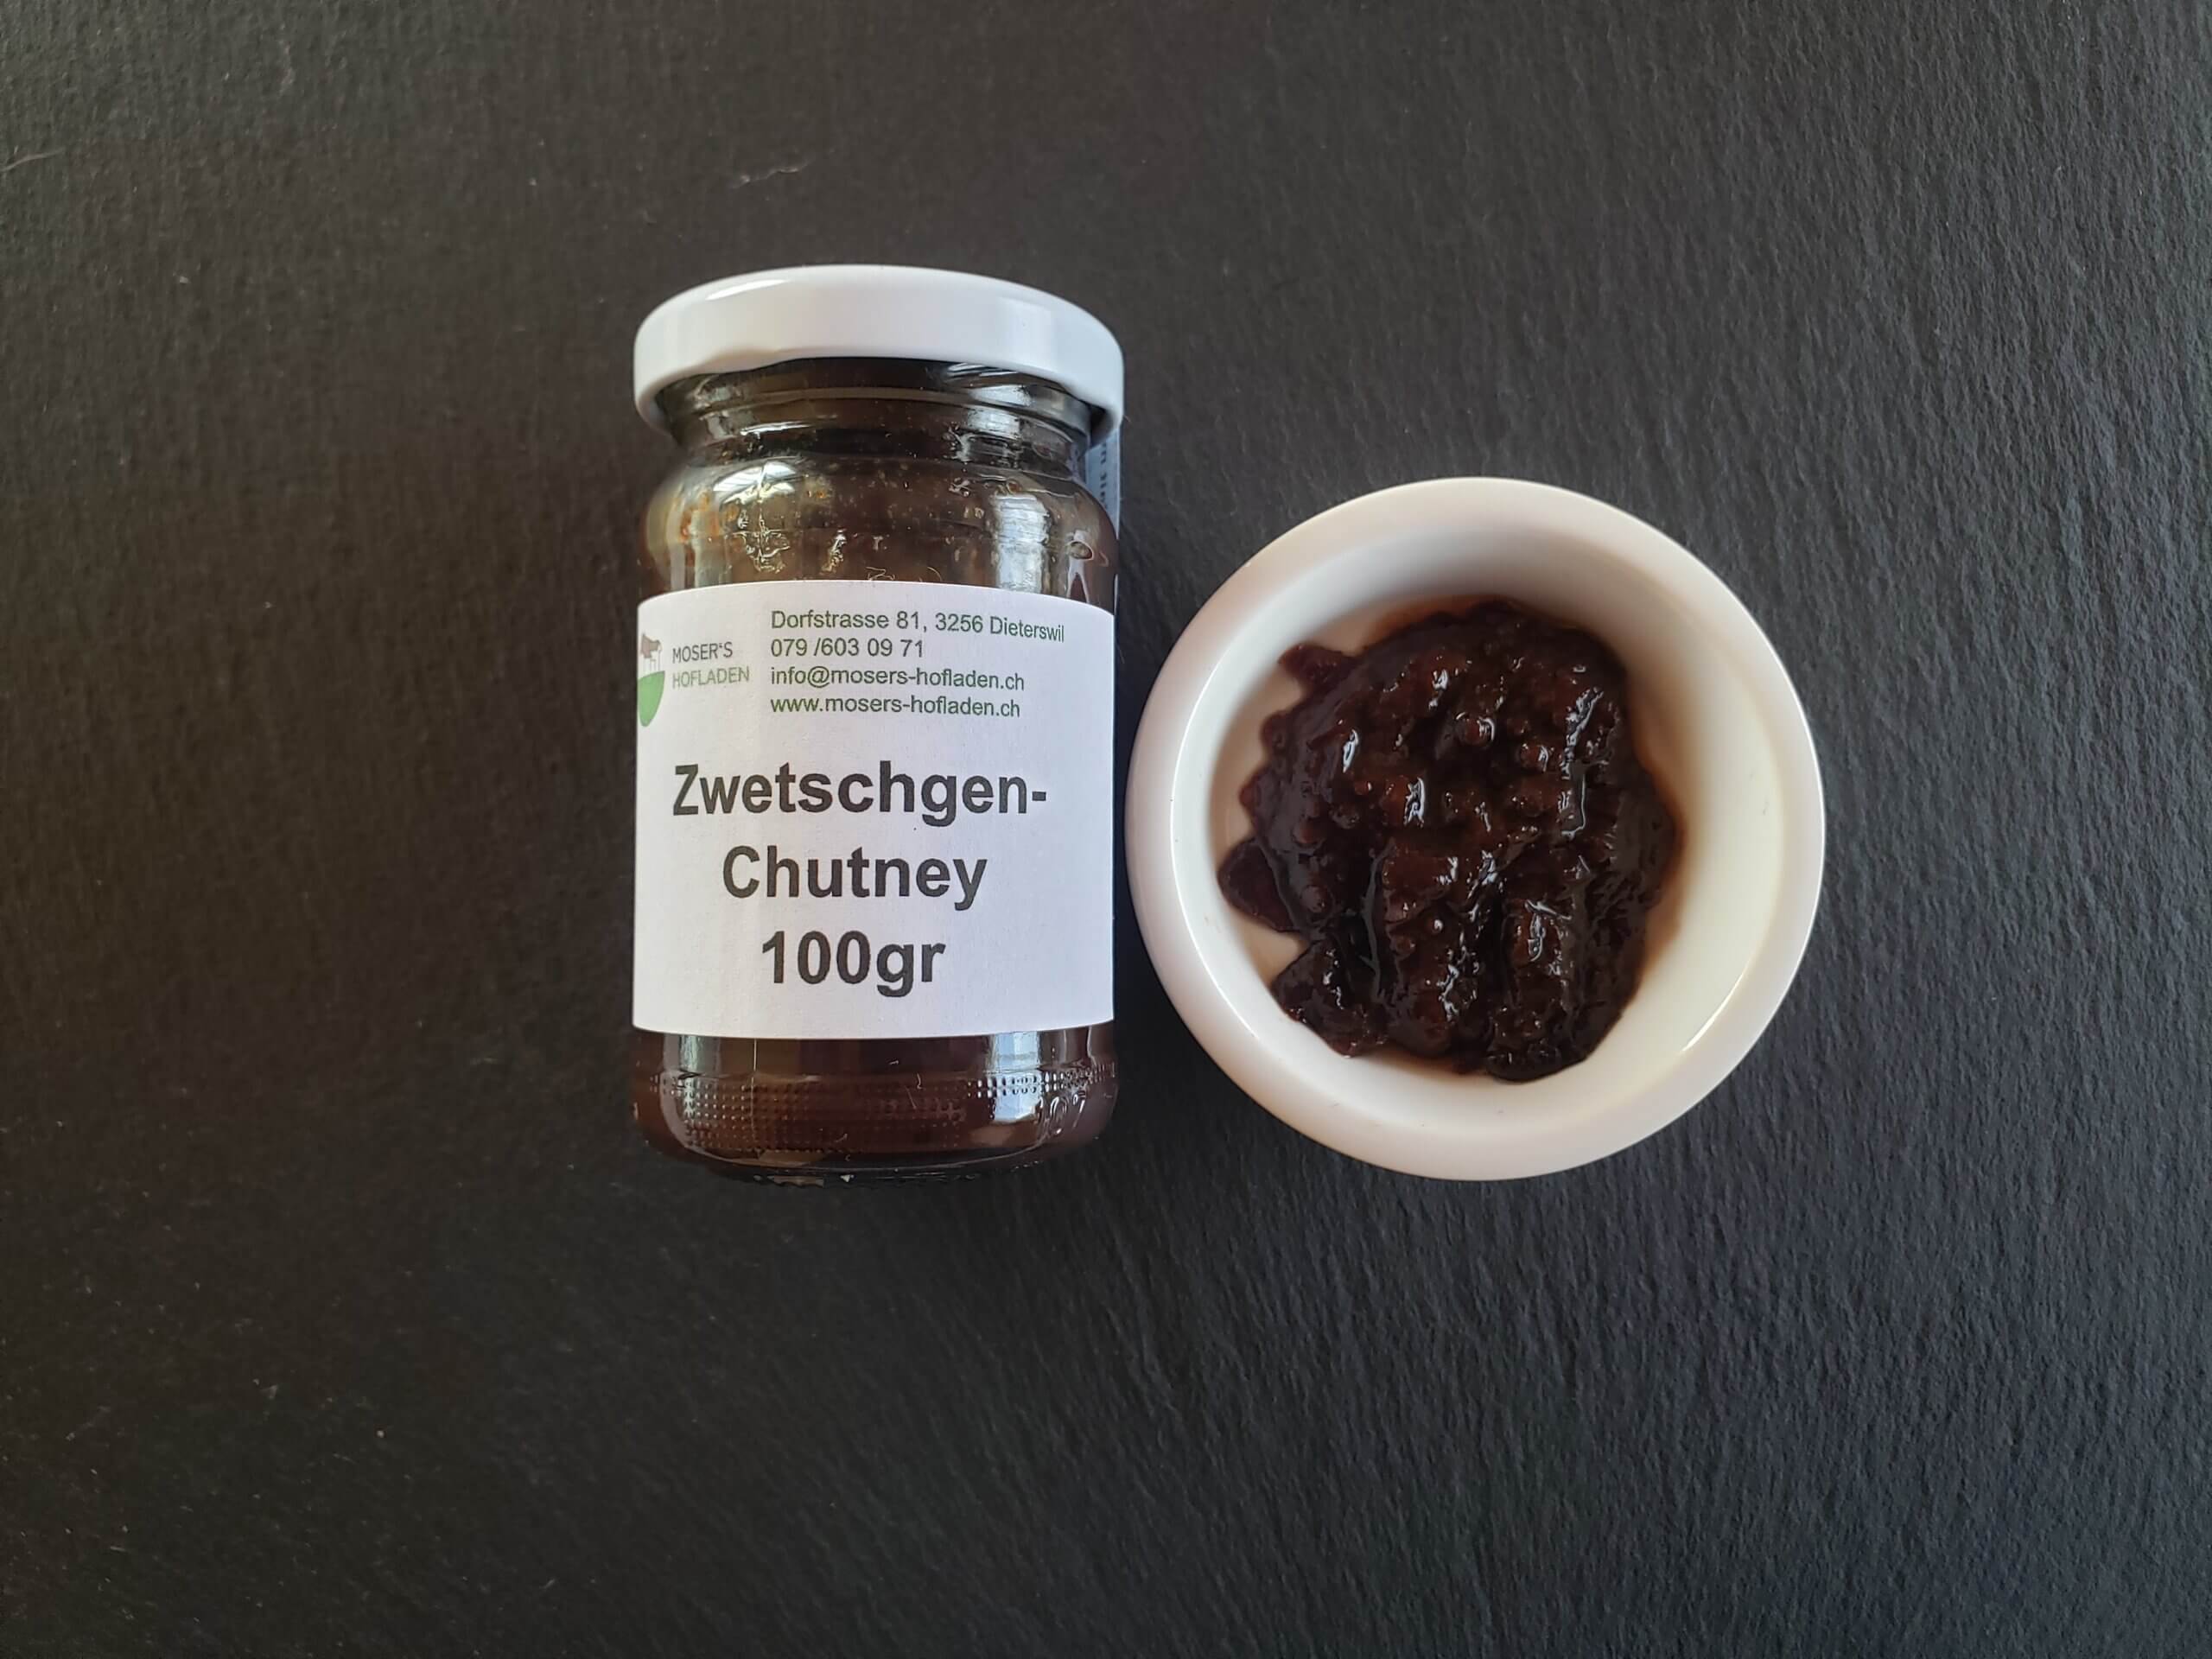 MOSER'S
HOFLADEN
Dorfstrasse 81, 3256 Dieterswil
079 /603 09 71
info@mosers-hofladen.ch
www.mosers-hofladen.ch
Zwetschgen-
Chutney
100gr